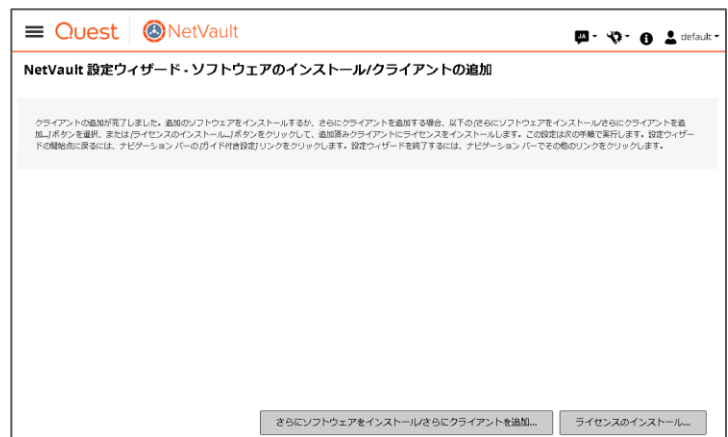 Quest NetVault JA default
NetVault 設定ウィザード - ソフトウェアのインストール/クライアントの追加
クライアントの追加が完了しました。追加のソフトウェアをインストールするか、さらにクライアントを追加する場合、以下の[さらにソフトウェアをインストール/さらにクライアントを追
加...]ボタンを選択、または[ライセンスのインストール...]ボタンをクリックして、追加済みクライアントにライセンスをインストールします。この設定は次の手順で実行します。設定ウィザー
ドの開始点に戻るには、ナビゲーション バーの[ガイド付き設定] リンクをクリックします。設定ウィザードを終了するには、ナビゲーション バーでその他のリンクをクリックします。
さらにソフトウェアをインストール/さらにクライアントを追加... ライセンスのインストール...